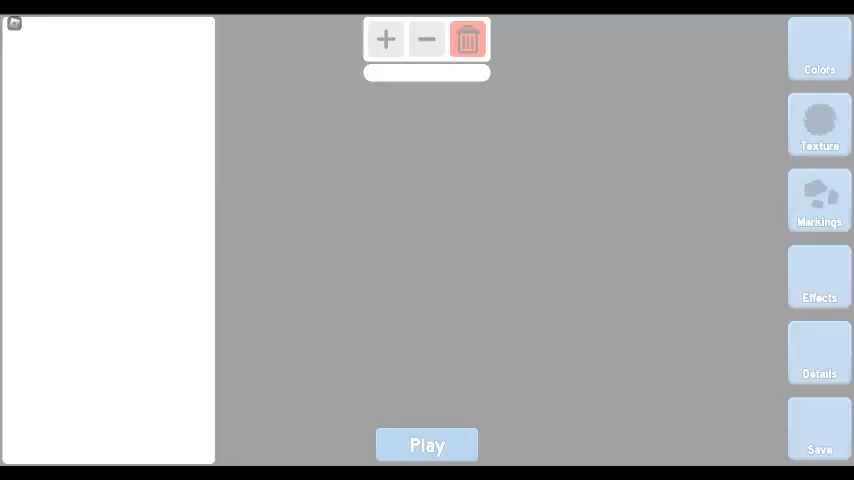 Colors
Texture
Markings
Effects
Details
Save
Play